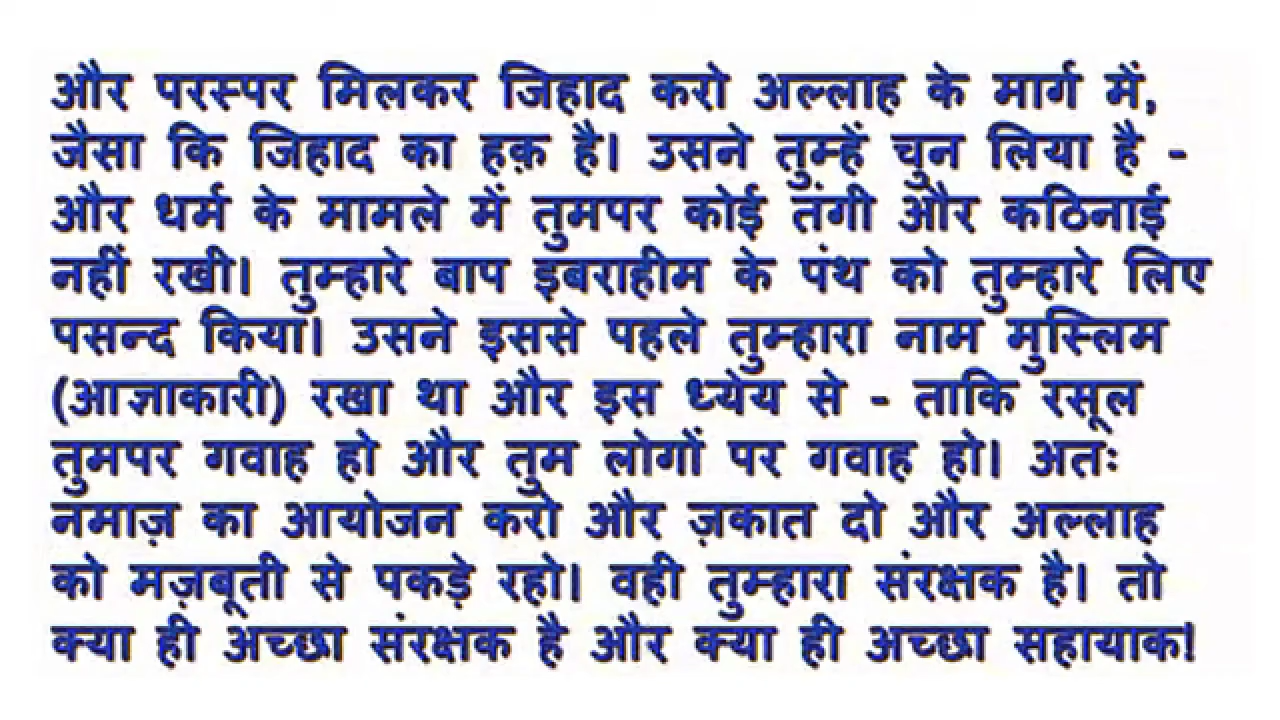 और परस्पर मिलकर जिहाद करो अल्लाह के मार्ग में,
जैसा कि जिहाद का हक़ है। उसने तुम्हें चुन लिया है -
और धर्म के मामले में तुमपर कोई तंगी और कठिनाई
नहीं रखी। तुम्हारे बाप इबराहीम के पंथ को तुम्हारे लिए
पसन्द किया। उसने इससे पहले तुम्हारा नाम मुस्लिम
(आज्ञाकारी) रखा था और इस ध्येय से - ताकि रसूल
तुमपर गवाह हो और तुम लोगों पर गवाह हो। अतः
नमाज़ का आयोजन करो और ज़कात दो और अल्लाह
को मज़बूती से पकड़े रहो। वही तुम्हारा संरक्षक है। तो
क्या ही अच्छा संरक्षक है और क्या ही अच्छा सहायाक!